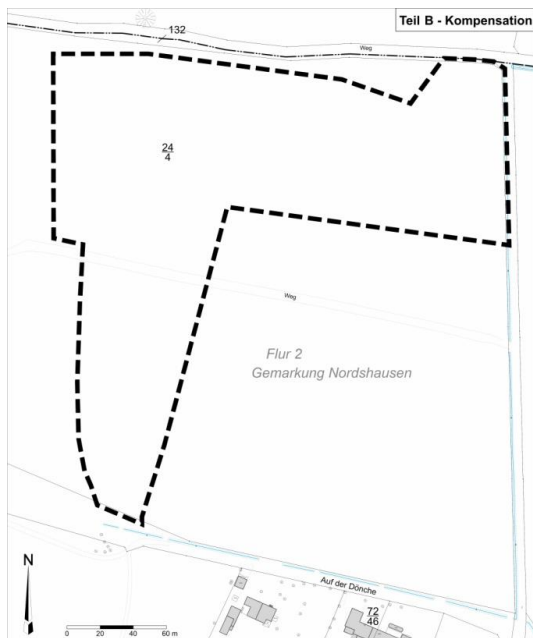 Teil B - Kompensation
132
Weg
24
4
Weg
Flur 2
Gemarkung Nordshausen
N
Auf der Dönche
72
46
0 20 40 60 m